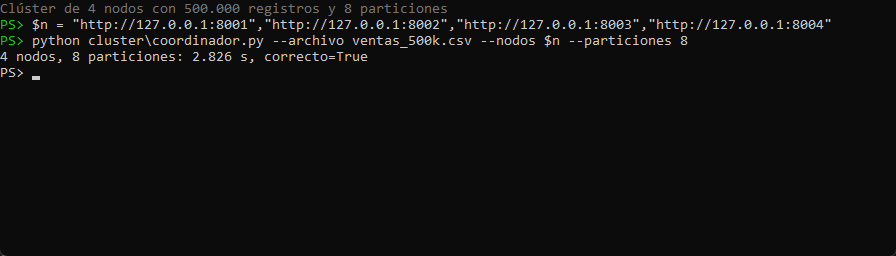 Clúster de 4 nodos con 500.000 registros y 8 particiones
PS> $n = "http://127.0.0.1:8001","http://127.0.0.1:8002","http://127.0.0.1:8003","http://127.0.0.1:8004"
PS> python cluster\coordinador.py --archivo ventas_500k.csv --nodos $n --particiones 8
4 nodos, 8 particiones: 2.826 s, correcto=True
PS>